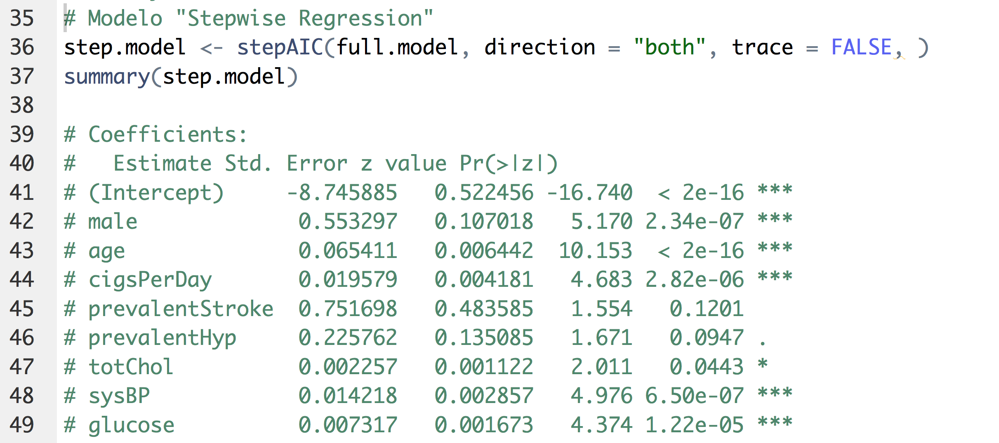 35 # Modelo "Stepwise Regression"
36 step.model <- stepAIC(full.model, direction = "both", trace = FALSE, )
37 summary(step.model)
38
39 # Coefficients:
40 #   Estimate Std. Error z value Pr(>|z|)
41 # (Intercept)     -8.745885   0.522456 -16.740  < 2e-16 ***
42 # male             0.553297   0.107018   5.170 2.34e-07 ***
43 # age              0.065411   0.006442  10.153  < 2e-16 ***
44 # cigsPerDay       0.019579   0.004181   4.683 2.82e-06 ***
45 # prevalentStroke  0.751698   0.483585   1.554   0.1201
46 # prevalentHyp     0.225762   0.135085   1.671   0.0947 .
47 # totChol          0.002257   0.001122   2.011   0.0443 *
48 # sysBP            0.014218   0.002857   4.976 6.50e-07 ***
49 # glucose          0.007317   0.001673   4.374 1.22e-05 ***